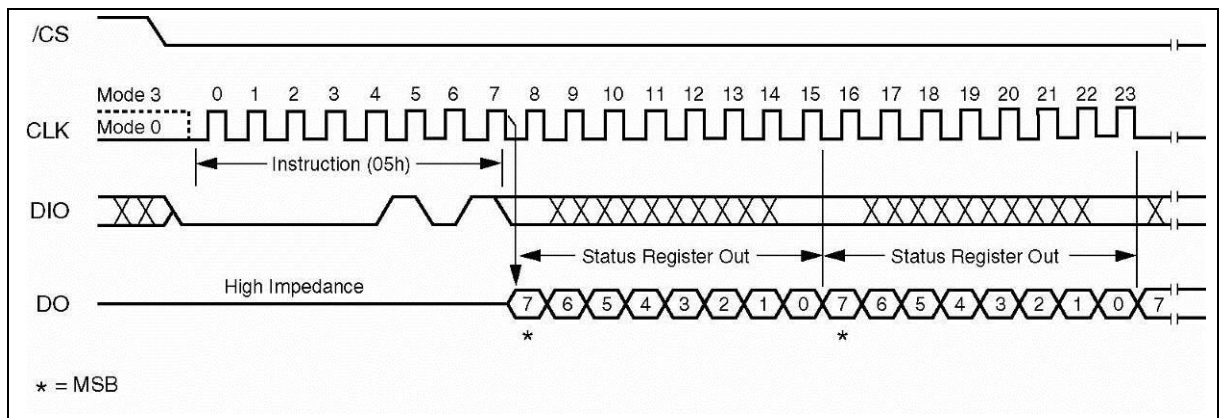 /CS
Mode 3 0 1 2 3 4 5 6 7 8 9 10 11 12 13 14 15 16 17 18 19 20 21 22 23
CLK Mode 0
Instruction (05h)
DIO
Status Register Out Status Register Out
High Impedance
DO 7 6 5 4 3 2 1 0 7 6 5 4 3 2 1 0 7
* *
* = MSB